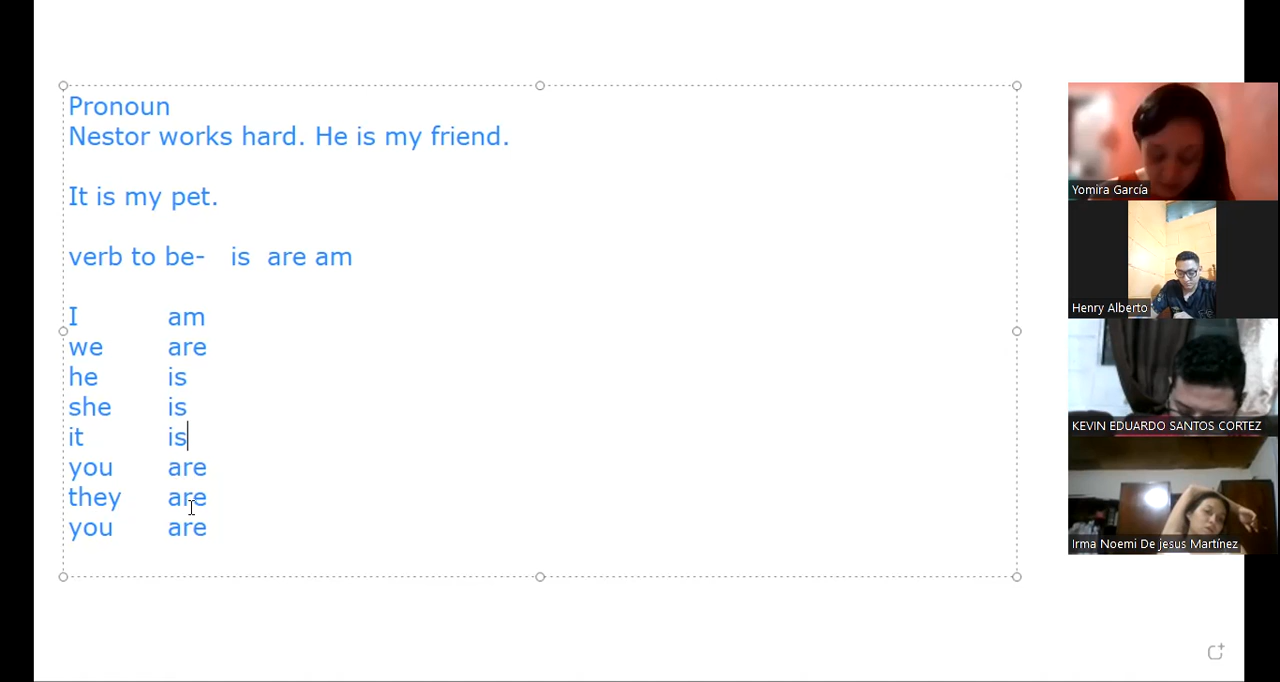 Pronoun
Nestor works hard. He is my friend.
It is my pet.
verb to be- is are am
I am
we are
he is
she is
it is
you are
they are
you are
Yomira García
Henry Alberto
KEVIN EDUARDO SANTOS CORTEZ
Irma Noemi De jesus Martínez